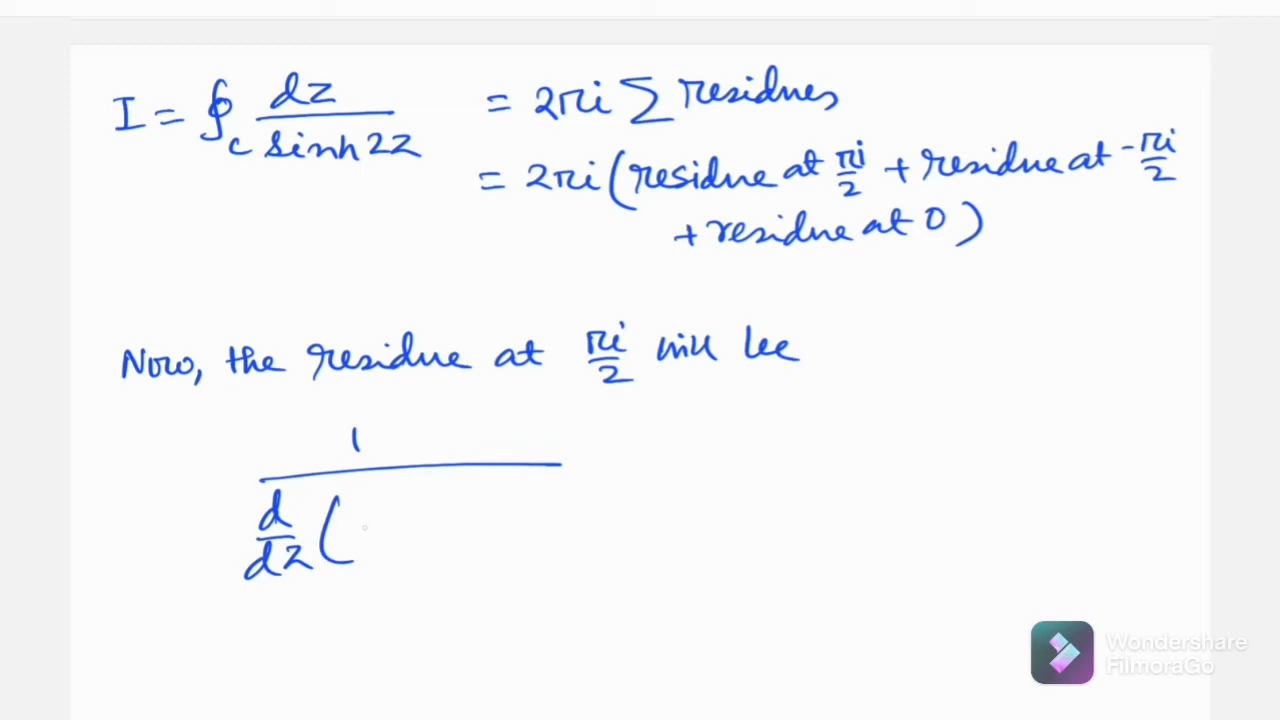 I = ∮c dz / sinh 2z = 2πi ∑ residues
= 2πi (residue at πi/2 + residue at -πi/2
+ residue at 0)
Now, the residue at πi/2 will be
1
d/dz (
Wondershare
FilmoraGo